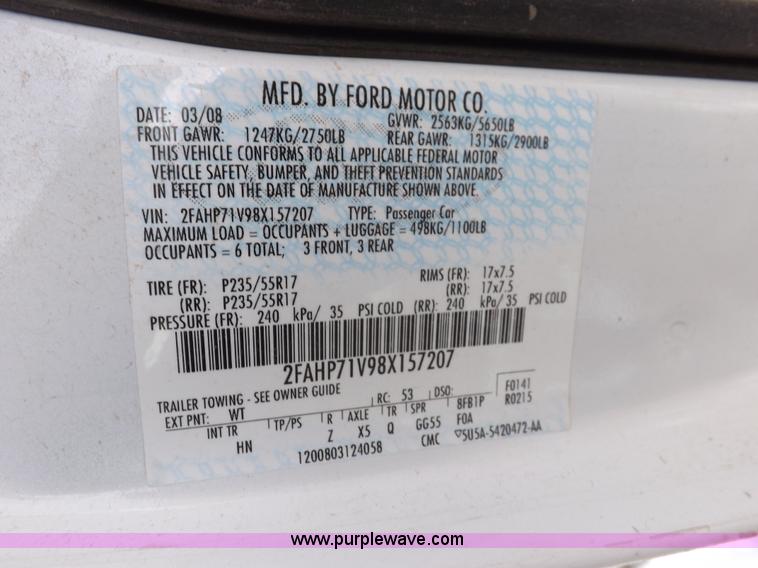 MFD. BY FORD MOTOR CO.
DATE: 03/08 GVWR: 2563KG/5650LB
FRONT GAWR: 1247KG/2750LB REAR GAWR: 1315KG/2900LB
THIS VEHICLE CONFORMS TO ALL APPLICABLE FEDERAL MOTOR
VEHICLE SAFETY, BUMPER, AND THEFT PREVENTION STANDARDS
IN EFFECT ON THE DATE OF MANUFACTURE SHOWN ABOVE.
VIN: 2FAHP71V98X157207 TYPE: Passenger Car
MAXIMUM LOAD = OCCUPANTS + LUGGAGE = 498KG/1100LB
OCCUPANTS = 6 TOTAL; 3 FRONT, 3 REAR
TIRE (FR): P235/55R17 RIMS (FR): 17x7.5
(RR): P235/55R17 (RR): 17x7.5
PRESSURE (FR): 240 kPa/ 35 PSI COLD (RR): 240 kPa/ 35 PSI COLD
2FAHP71V98X157207
TRAILER TOWING - SEE OWNER GUIDE RC: 53 DSO: F0141
EXT PNT: WT 8FB1P R0215
INT TR TP/PS R AXLE TR SPR F0A
HN Z X5 Q GG55 CMC 5U5A-5420472-AA
1200803124058
www.purplewave.com